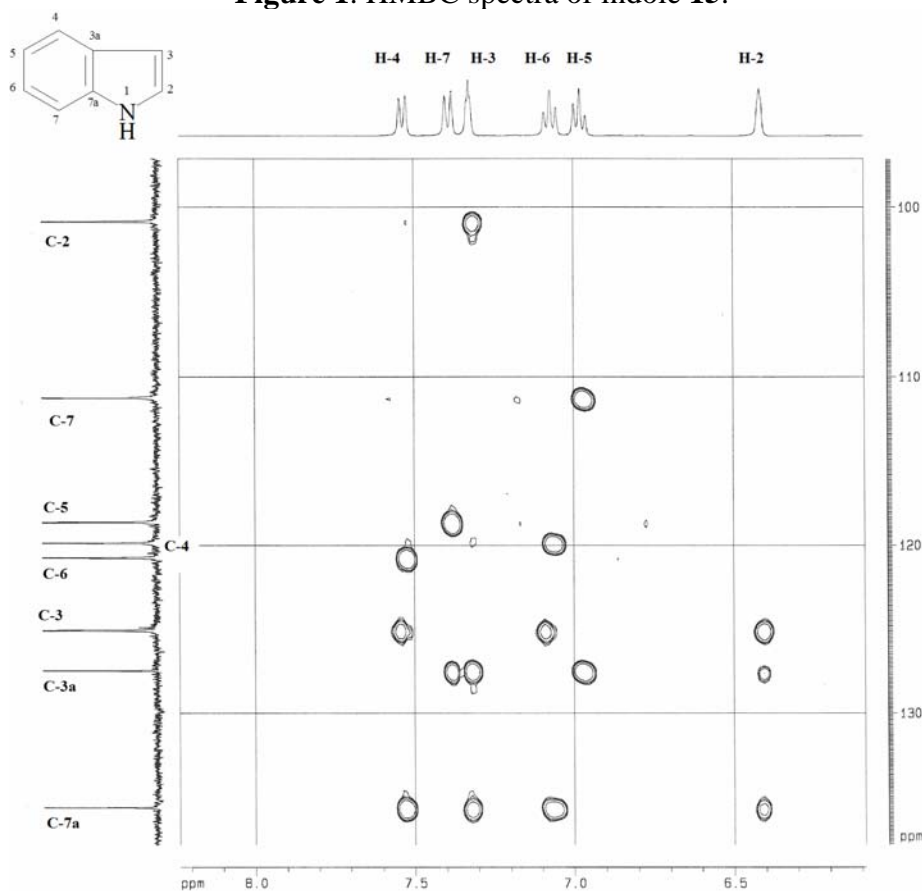 Figure 1. HMBC spectra of indole 15.
4
5
3a
3
6
7a
1
2
7
N
H
H-4 H-7 H-3 H-6 H-5 H-2
C-2
C-7
C-5
C-4
C-6
C-3
C-3a
C-7a
100
110
120
130
ppm
ppm 8.0 7.5 7.0 6.5